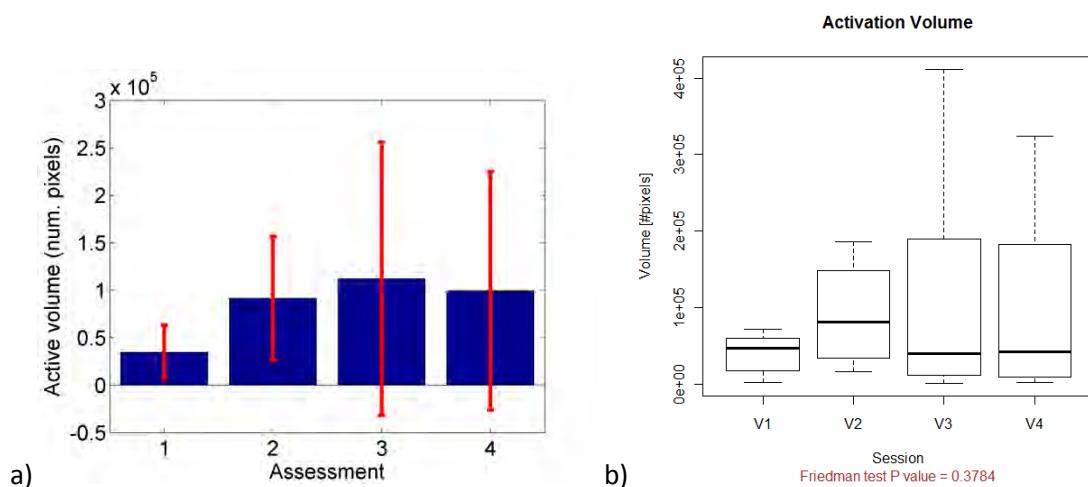 a)
x 10^5
Active volume (num. pixels)
3
2.5
2
1.5
1
0.5
0
-0.5
1 2 3 4
Assessment
b)
Activation Volume
Volume [#pixels]
4e+05
3e+05
2e+05
1e+05
0e+00
V1 V2 V3 V4
Session
Friedman test P value = 0.3784